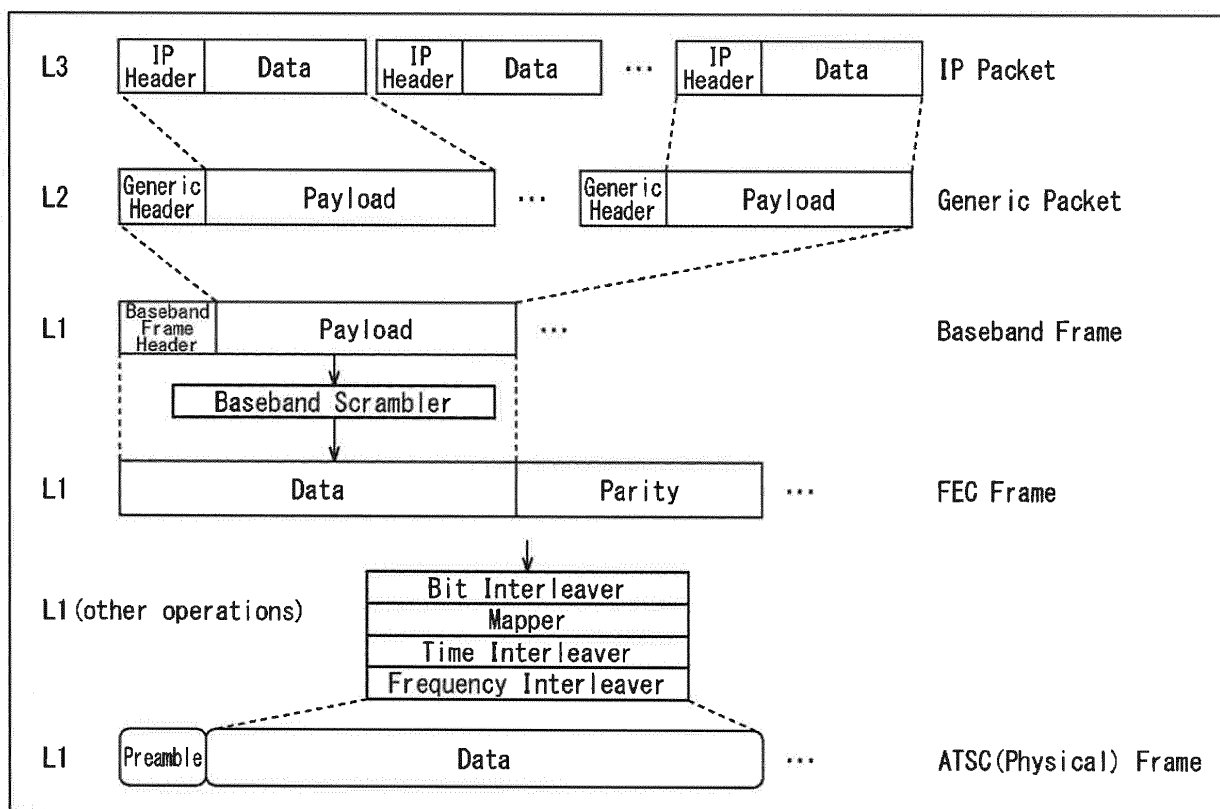 L3 IP Header Data IP Header Data ... IP Header Data IP Packet
L2 Generic Header Payload ... Generic Header Payload Generic Packet
L1 Baseband Frame Header Payload ... Baseband Frame
Baseband Scrambler
L1 Data Parity ... FEC Frame
L1(other operations)
Bit Interleaver
Mapper
Time Interleaver
Frequency Interleaver
L1 Preamble Data ... ATSC(Physical) Frame